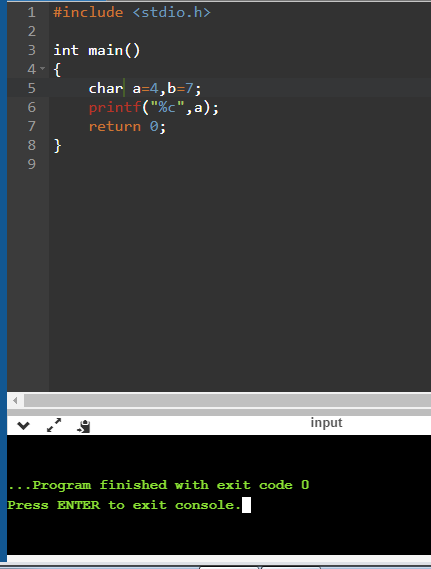 1 #include <stdio.h>
2
3 int main()
4 {
5 char a=4,b=7;
6 printf("%c",a);
7 return 0;
8 }
9
input
...Program finished with exit code 0
Press ENTER to exit console.